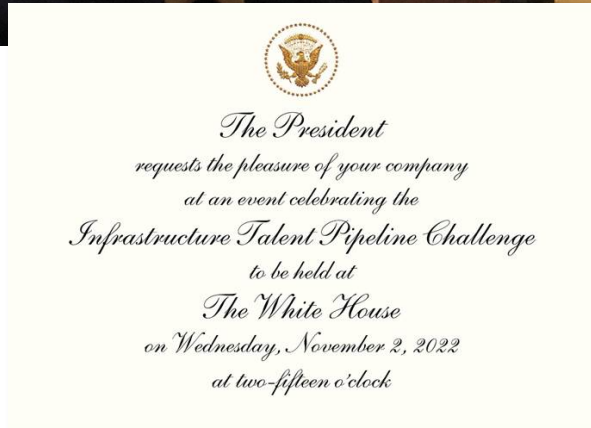 The President
requests the pleasure of your company
at an event celebrating the
Infrastructure Talent Pipeline Challenge
to be held at
The White House
on Wednesday, November 2, 2022
at two-fifteen o'clock